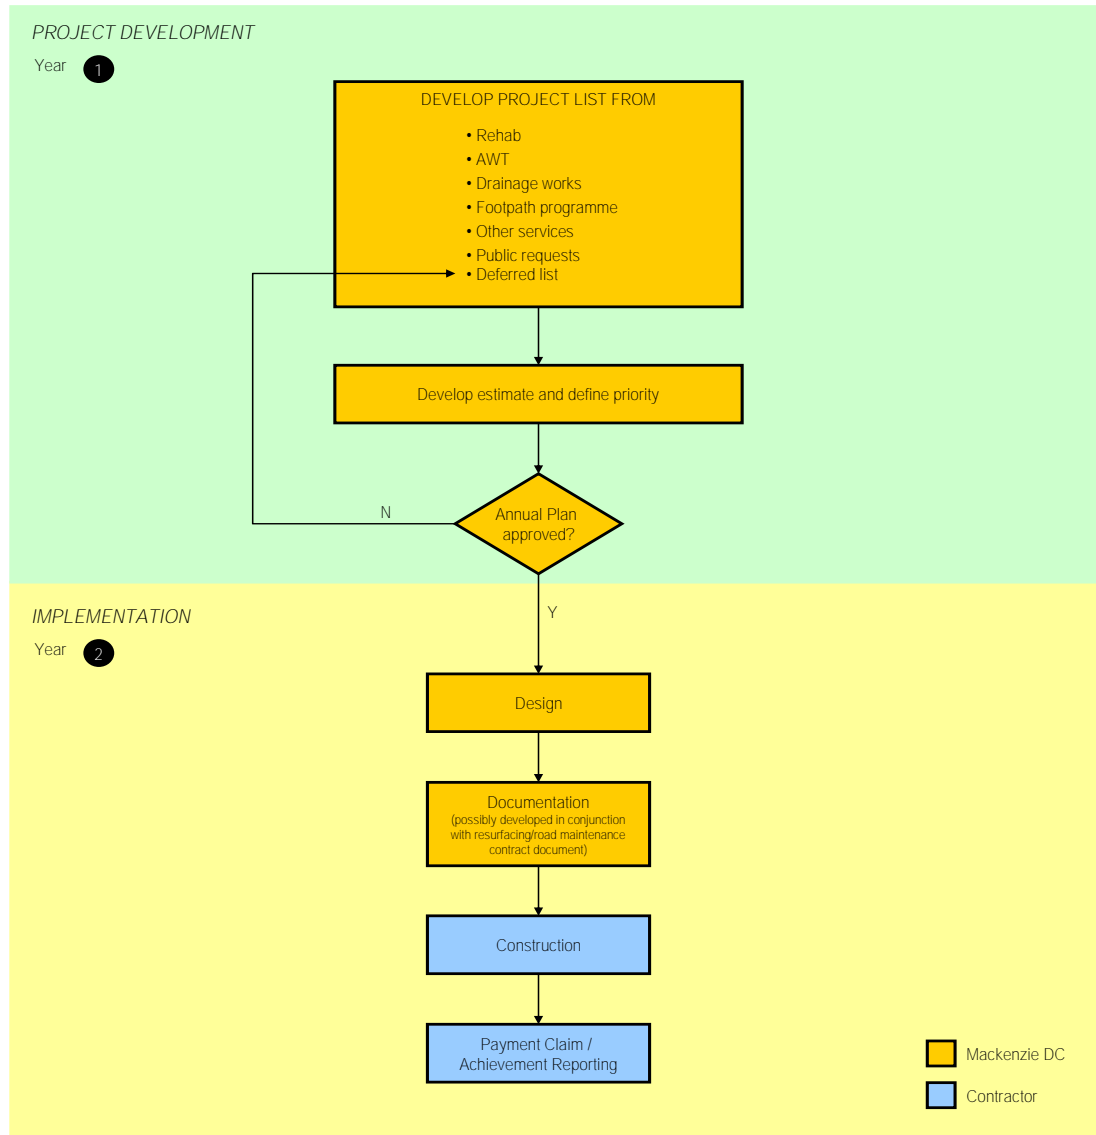 PROJECT DEVELOPMENT
Year 1
DEVELOP PROJECT LIST FROM
• Rehab
• AWT
• Drainage works
• Footpath programme
• Other services
• Public requests
• Deferred list
Develop estimate and define priority
Annual Plan
approved?
N
Y
IMPLEMENTATION
Year 2
Design
Documentation
(possibly developed in conjunction
with resurfacing/road maintenance
contract document)
Construction
Payment Claim /
Achievement Reporting
Mackenzie DC
Contractor